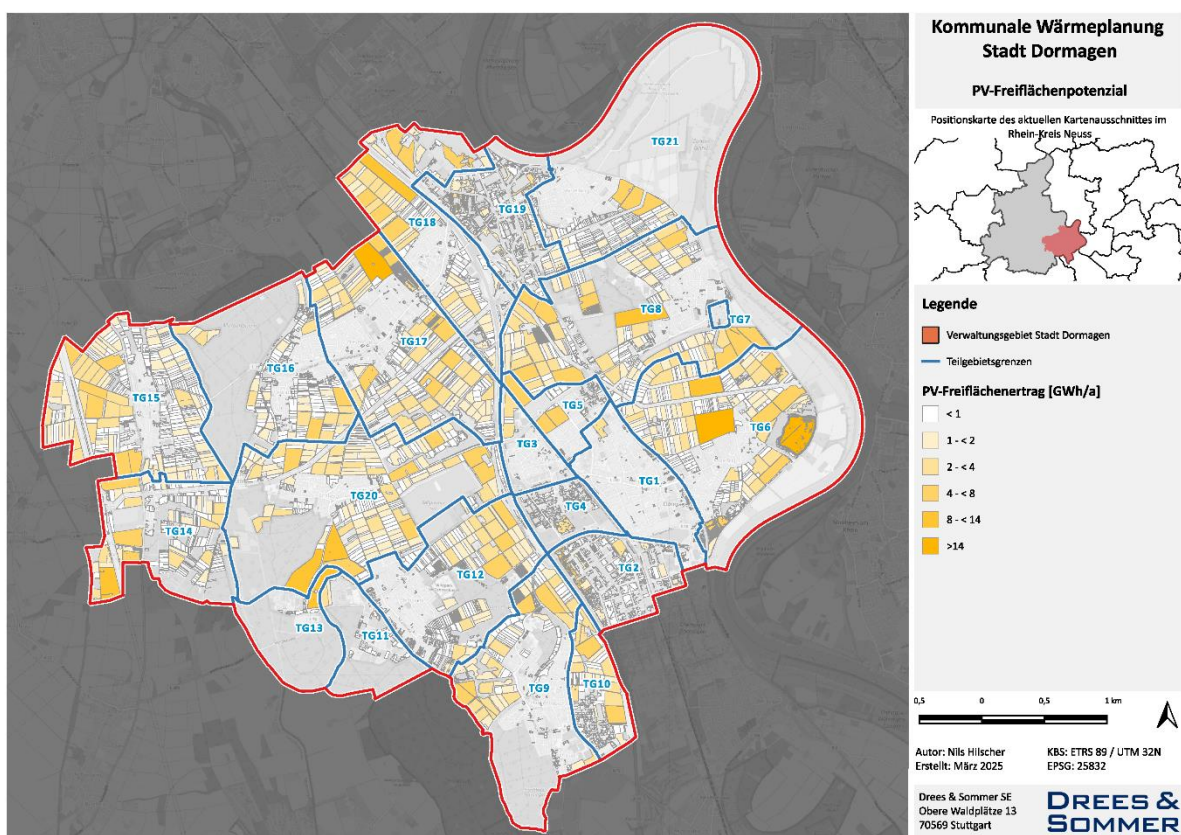 Kommunale Wärmeplanung
Stadt Dormagen
PV-Freiflächenpotenzial
Positionskarte des aktuellen Kartenausschnittes im
Rhein-Kreis Neuss
Legende
Verwaltungsgebiet Stadt Dormagen
Teilgebietsgrenzen
PV-Freiflächenertrag [GWh/a]
< 1
1 - < 2
2 - < 4
4 - < 8
8 - < 14
>14
0,5
0
0,5
1 km
Autor: Nils Hilscher
KBS: ETRS 89 / UTM 32N
Erstellt: März 2025
EPSG: 25832
Drees & Sommer SE
Obere Waldplätze 13
70569 Stuttgart
DREES &
SOMMER
TG21
TG19
TG18
TG8
TG7
TG17
TG16
TG15
TG5
TG6
TG3
TG1
TG20
TG4
TG14
TG2
TG12
TG13
TG11
TG9
TG10